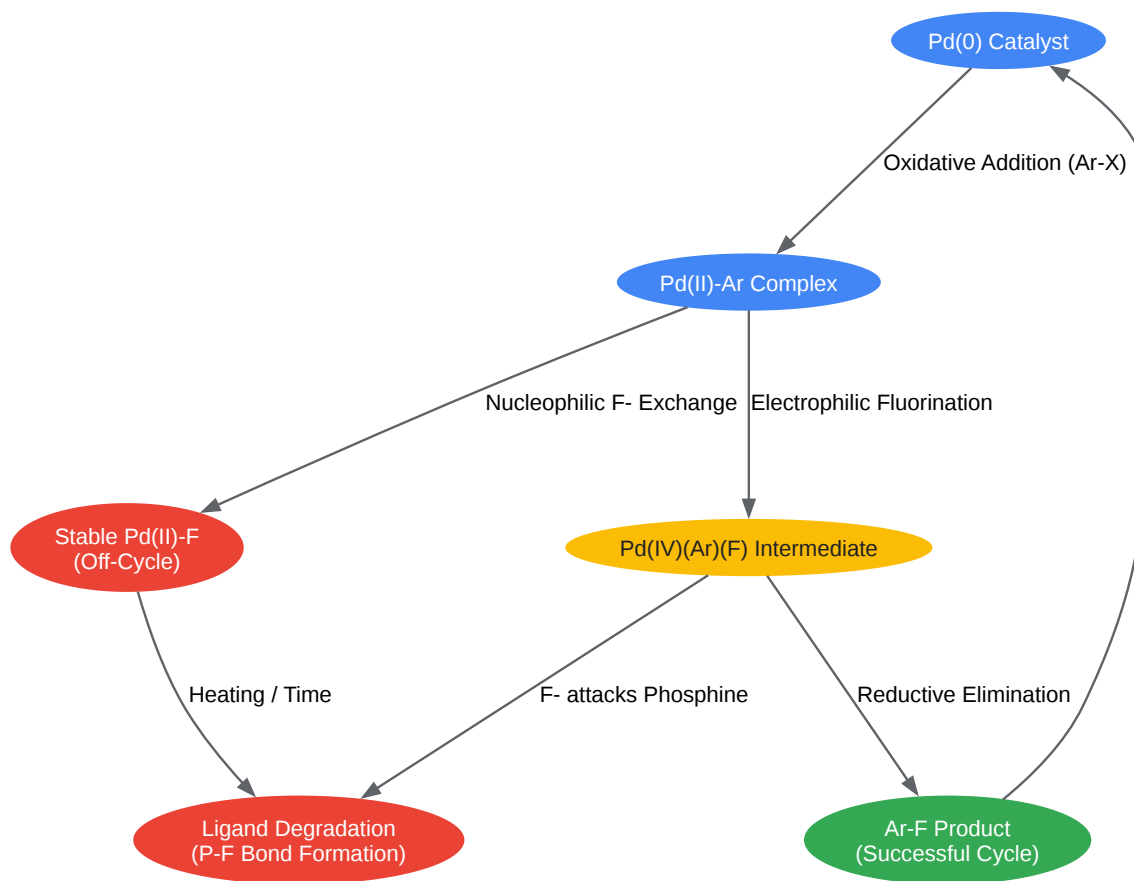 Pd(0) Catalyst
Oxidative Addition (Ar-X)
Pd(II)-Ar Complex
Nucleophilic F- Exchange
Electrophilic Fluorination
Stable Pd(II)-F
(Off-Cycle)
Pd(IV)(Ar)(F) Intermediate
Heating / Time
F- attacks Phosphine
Reductive Elimination
Ligand Degradation
(P-F Bond Formation)
Ar-F Product
(Successful Cycle)